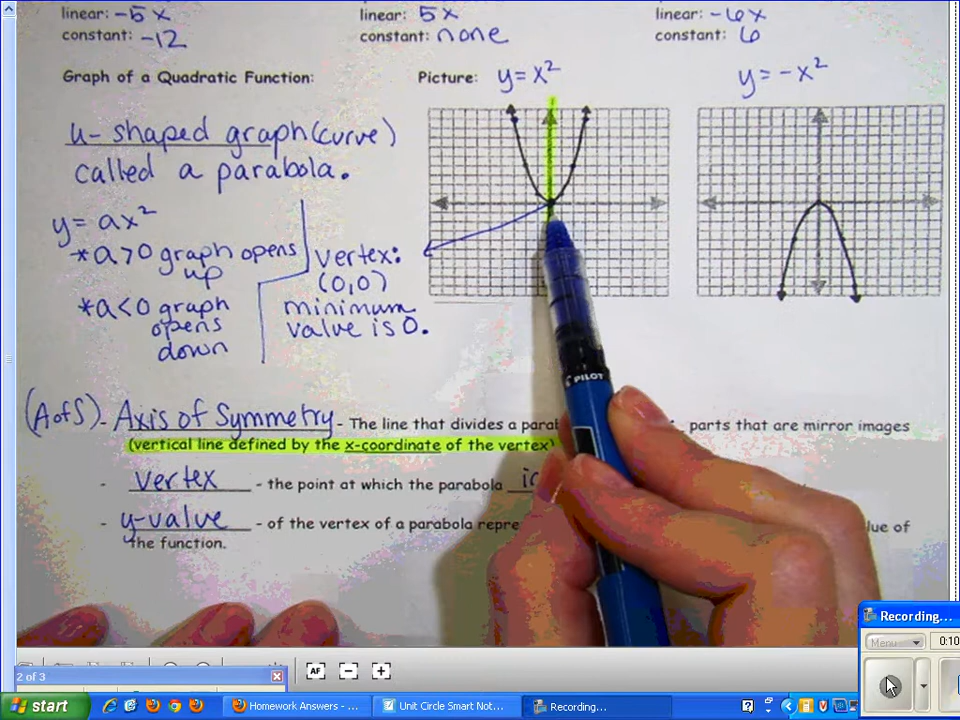 linear: -5x
constant: -12
linear: 5x
constant: none
linear: -6x
constant: 6
Graph of a Quadratic Function:
Picture: y=x²
y=-x²
u-shaped graph (curve)
called a parabola.
y=ax²
*a>0 graph opens
up
*a<0 graph
opens
down
vertex:
(0,0)
minimum
value is 0.
PILOT
(AofS)- Axis of Symmetry - The line that divides a parts that are mirror images
(vertical line defined by the x-coordinate of the vertex)
- vertex - the point at which the parabola
- y-value - of the vertex of a parabola of
the function.
2 of 3
AF
Recording...
Menu
0:10
start
Homework Answers - ...
Unit Circle Smart Not...
Recording...